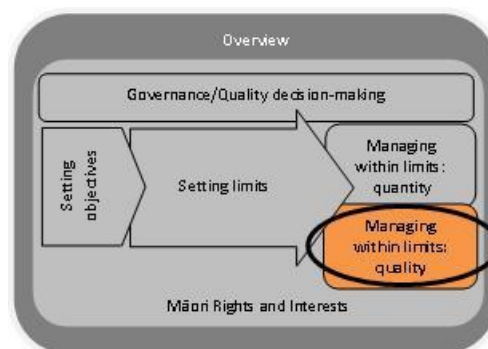 Overview
Governance/Quality decision-making
Setting
objectives
Setting limits
Managing
within limits:
quantity
Managing
within limits:
quality
Māori Rights and Interests